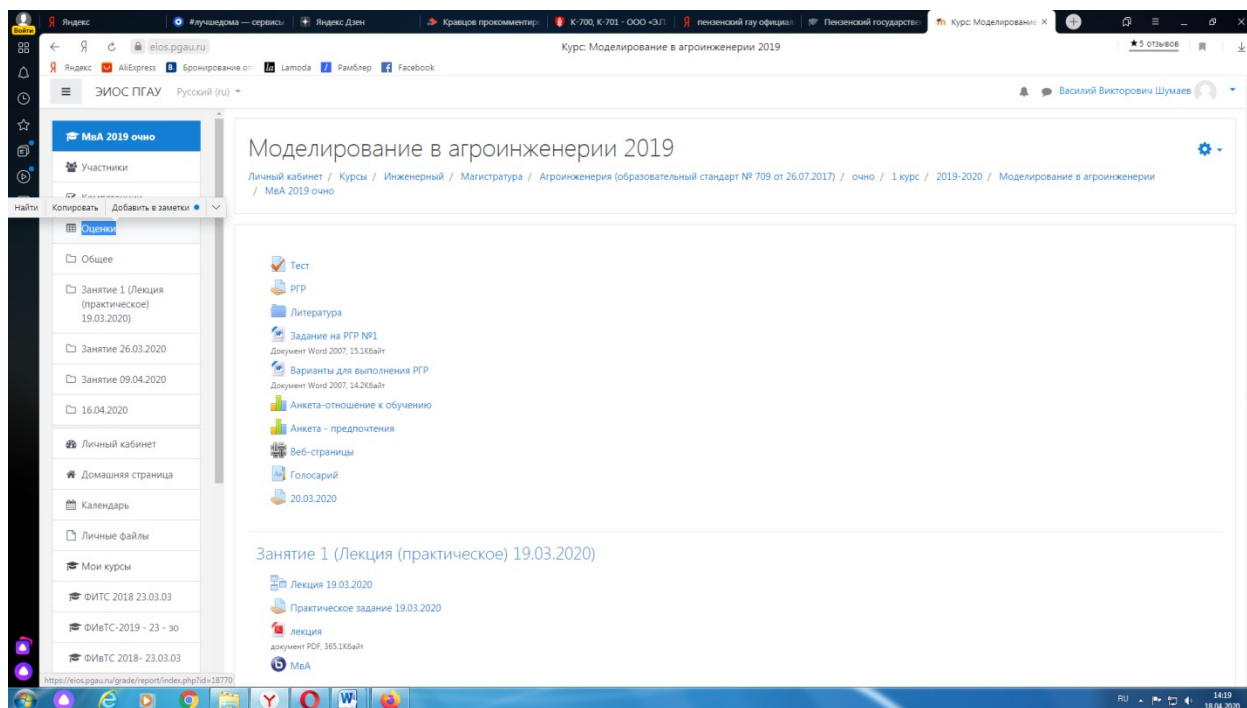 Войти
Яндекс
#лучшедома — сервисы
Яндекс Дзен
Кравцов прокомментир
К-700, К-701 - ООО «ЗЛ
пензенский гау официал
Пензенский государстве
Курс: Моделирование
eios.pgau.ru
Курс: Моделирование в агроинженерии 2019
★5 отзывов
Яндекс AliExpress Бронирование от Lamoda Рамблер Facebook
ЭИОС ПГАУ Русский (ru)
Василий Викторович Шумаев
МвА 2019 очно
Участники
Найти Копировать Добавить в заметки
Оценки
Общее
Занятие 1 (Лекция
(практическое)
19.03.2020)
Занятие 26.03.2020
Занятие 09.04.2020
16.04.2020
Личный кабинет
Домашняя страница
Календарь
Личные файлы
Мои курсы
ФИТС 2018 23.03.03
ФИвТС-2019 - 23 - зо
ФИвТС 2018- 23.03.03
https://eios.pgau.ru/grade/report/index.php?id=18770
Моделирование в агроинженерии 2019
Личный кабинет / Курсы / Инженерный / Магистратура / Агроинженерия (образовательный стандарт № 709 от 26.07.2017) / очно / 1 курс / 2019-2020 / Моделирование в агроинженерии
/ МвА 2019 очно
Тест
РГР
Литература
Задание на РГР №1
Документ Word 2007, 15.1Кбайт
Варианты для выполнения РГР
Документ Word 2007, 14.2Кбайт
Анкета-отношение к обучению
Анкета - предпочтения
Веб-страницы
Голосарий
20.03.2020
Занятие 1 (Лекция (практическое) 19.03.2020)
Лекция 19.03.2020
Практическое задание 19.03.2020
лекция
документ PDF, 365.1Кбайт
МвА
RU
14:19
18.04.2020